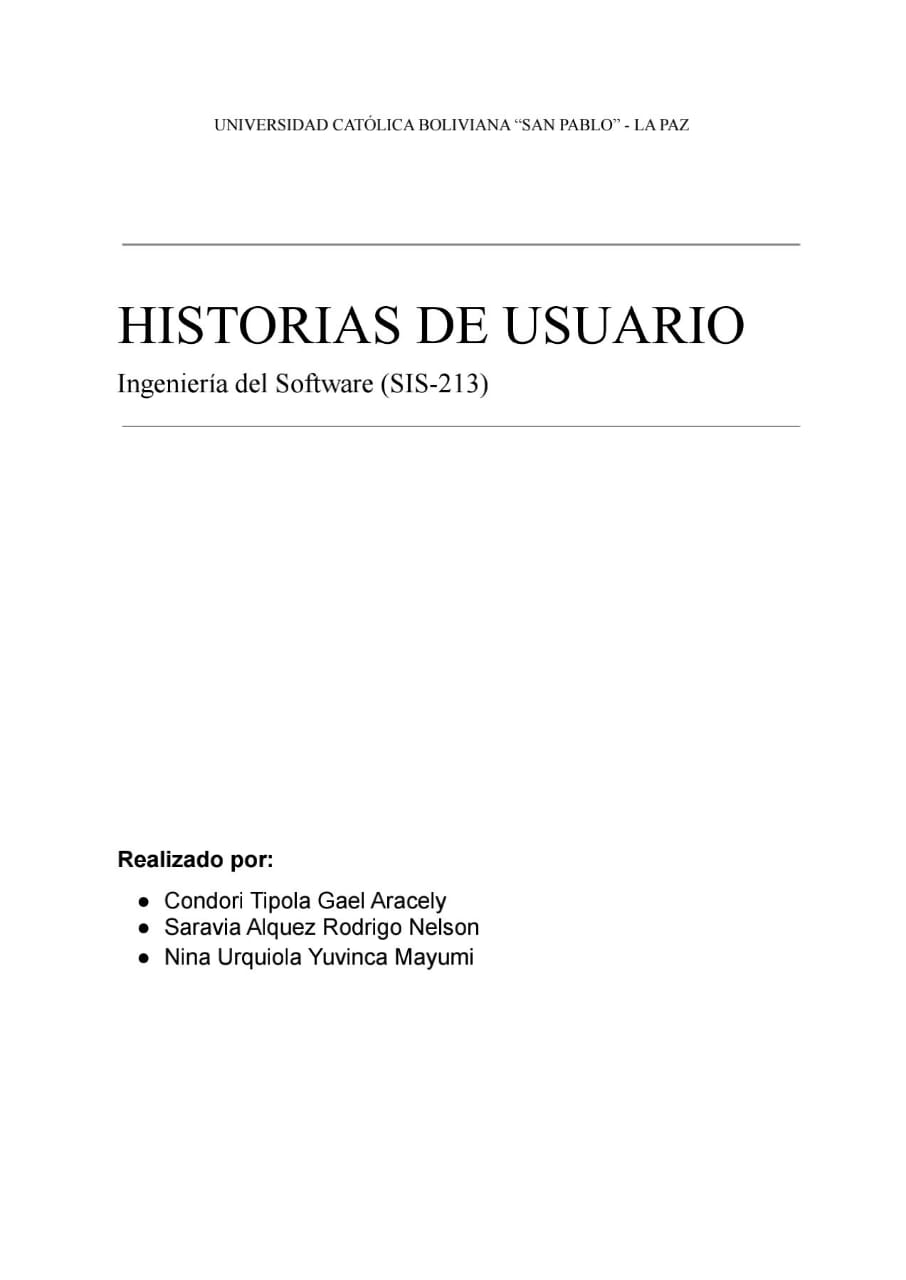 UNIVERSIDAD CATÓLICA BOLIVIANA “SAN PABLO” - LA PAZ
HISTORIAS DE USUARIO
Ingeniería del Software (SIS-213)
Realizado por:
● Condori Tipola Gael Aracely
● Saravia Alquez Rodrigo Nelson
● Nina Urquiola Yuvinca Mayumi